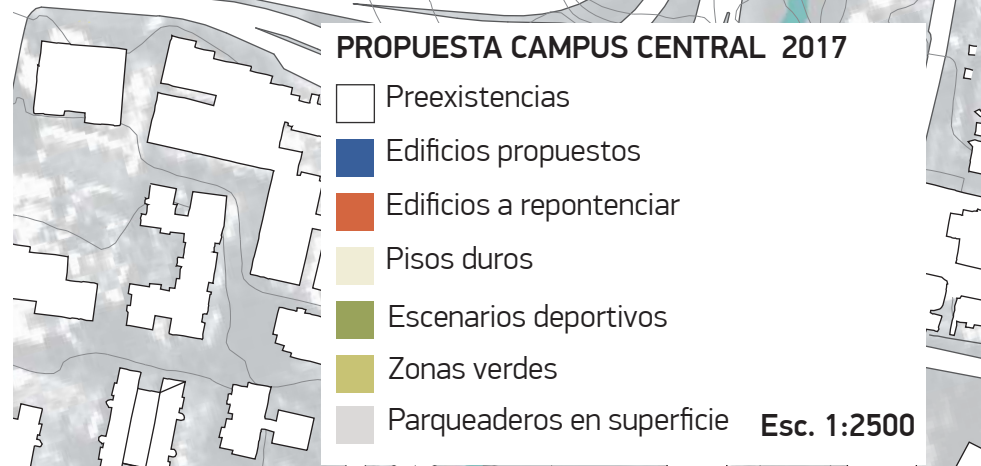 PROPUESTA CAMPUS CENTRAL 2017
Preexistencias
Edificios propuestos
Edificios a repontenciar
Pisos duros
Escenarios deportivos
Zonas verdes
Parqueaderos en superficie
Esc. 1:2500